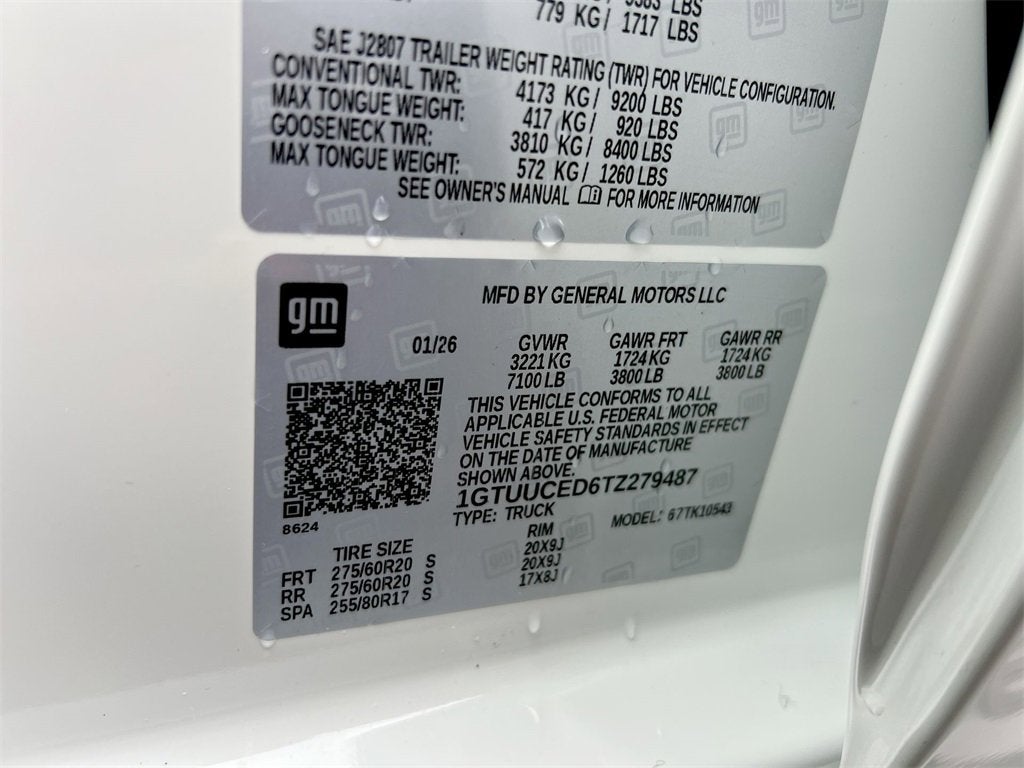 779 KG/ 1717 LBS
SAE J2807 TRAILER WEIGHT RATING (TWR) FOR VEHICLE CONFIGURATION.
CONVENTIONAL TWR: 4173 KG/ 9200 LBS
MAX TONGUE WEIGHT: 417 KG/ 920 LBS
GOOSENECK TWR: 3810 KG/ 8400 LBS
MAX TONGUE WEIGHT: 572 KG/ 1260 LBS
SEE OWNER'S MANUAL FOR MORE INFORMATION
gm
MFD BY GENERAL MOTORS LLC
01/26 GVWR GAWR FRT GAWR RR
3221 KG 1724 KG 1724 KG
7100 LB 3800 LB 3800 LB
THIS VEHICLE CONFORMS TO ALL
APPLICABLE U.S. FEDERAL MOTOR
VEHICLE SAFETY STANDARDS IN EFFECT
ON THE DATE OF MANUFACTURE
SHOWN ABOVE.
1GTUUCED6TZ279487
TYPE: TRUCK MODEL: 67TK10543
8624
TIRE SIZE RIM
FRT 275/60R20 S 20X9J
RR 275/60R20 S 20X9J
SPA 255/80R17 S 17X8J